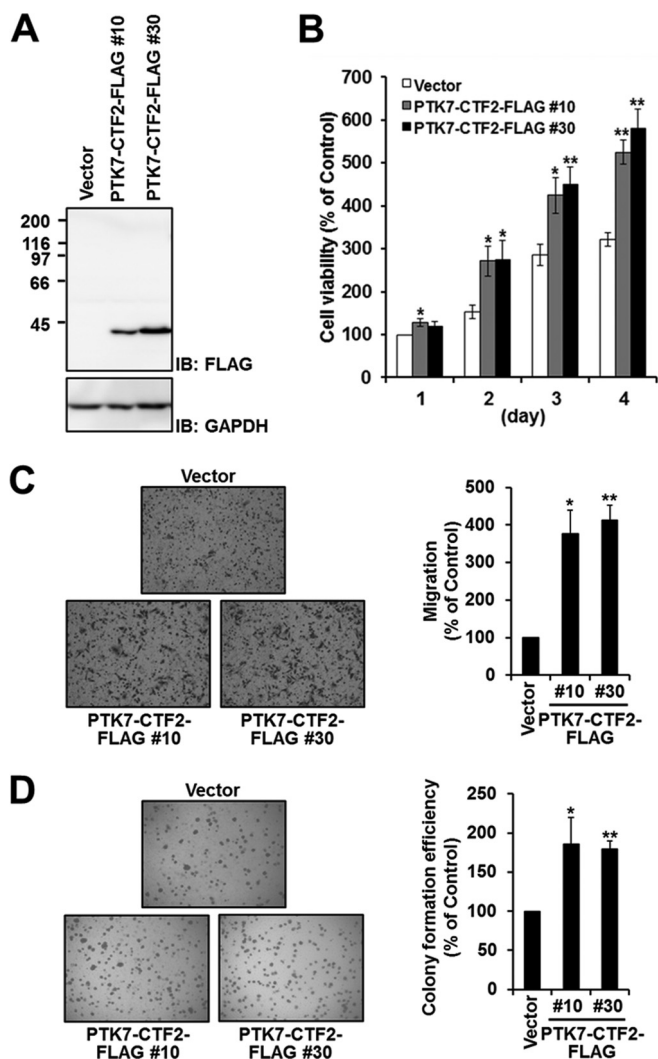 A
Vector
PTK7-CTF2-FLAG #10
PTK7-CTF2-FLAG #30
200
116
97
66
45
IB: FLAG
IB: GAPDH
B
Cell viability (% of Control)
700
600
500
400
300
200
100
0
Vector
PTK7-CTF2-FLAG #10
PTK7-CTF2-FLAG #30
*
* *
* **
** **
1 2 3 4
(day)
C
Vector
PTK7-CTF2-
FLAG #10
PTK7-CTF2-
FLAG #30
Migration
(% of Control)
500
400
300
200
100
0
* **
Vector
#10 #30
PTK7-CTF2-
FLAG
D
Vector
PTK7-CTF2-
FLAG #10
PTK7-CTF2-
FLAG #30
Colony formation efficiency
(% of Control)
250
200
150
100
50
0
* **
Vector
#10 #30
PTK7-CTF2-
FLAG